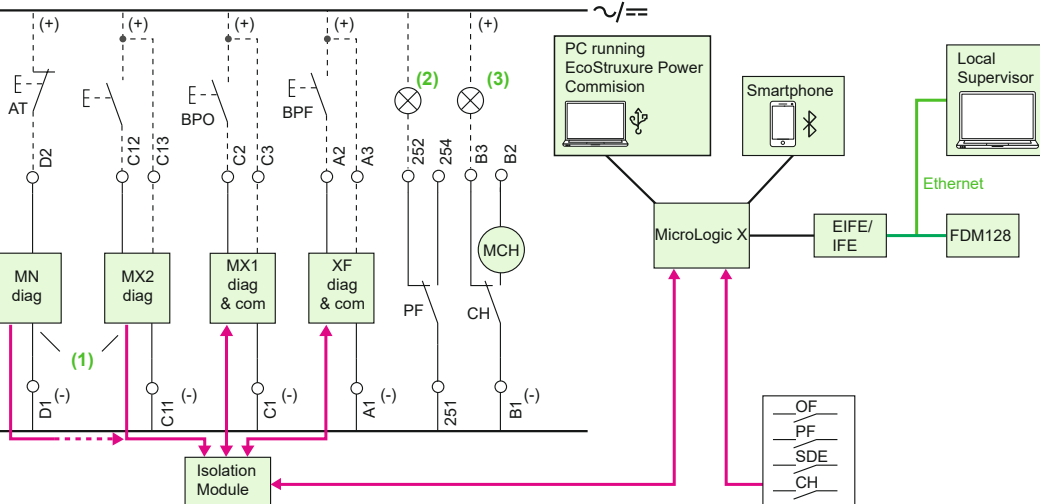 (+)
(+)
(+)
(+)
(+)
AT
BPO
BPF
(2)
(3)
D2
C12
C13
C2
C3
A2
A3
252
254
B3
B2
MN
diag
MX2
diag
MX1
diag
& com
XF
diag
& com
PF
CH
MCH
(1)
D1
(-)
C11
(-)
C1
(-)
A1
(-)
251
B1
(-)
Isolation
Module
PC running
EcoStruxure Power
Commision
Smartphone
Local
Supervisor
Ethernet
MicroLogic X
EIFE/
IFE
FDM128
OF
PF
SDE
CH